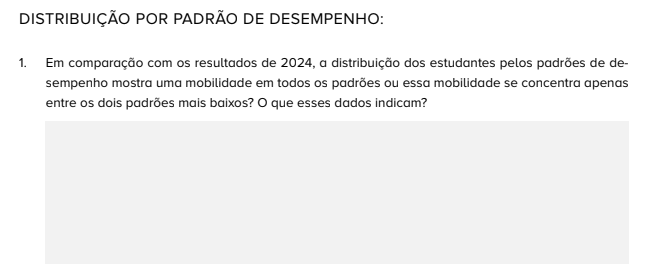 DISTRIBUIÇÃO POR PADRÃO DE DESEMPENHO:
1. Em comparação com os resultados de 2024, a distribuição dos estudantes pelos padrões de de-
sempenho mostra uma mobilidade em todos os padrões ou essa mobilidade se concentra apenas
entre os dois padrões mais baixos? O que esses dados indicam?